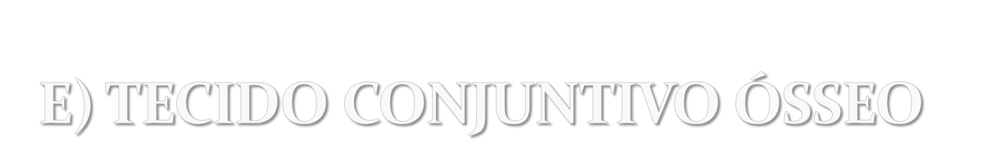 E) TECIDO CONJUNTIVO ÓSSEO